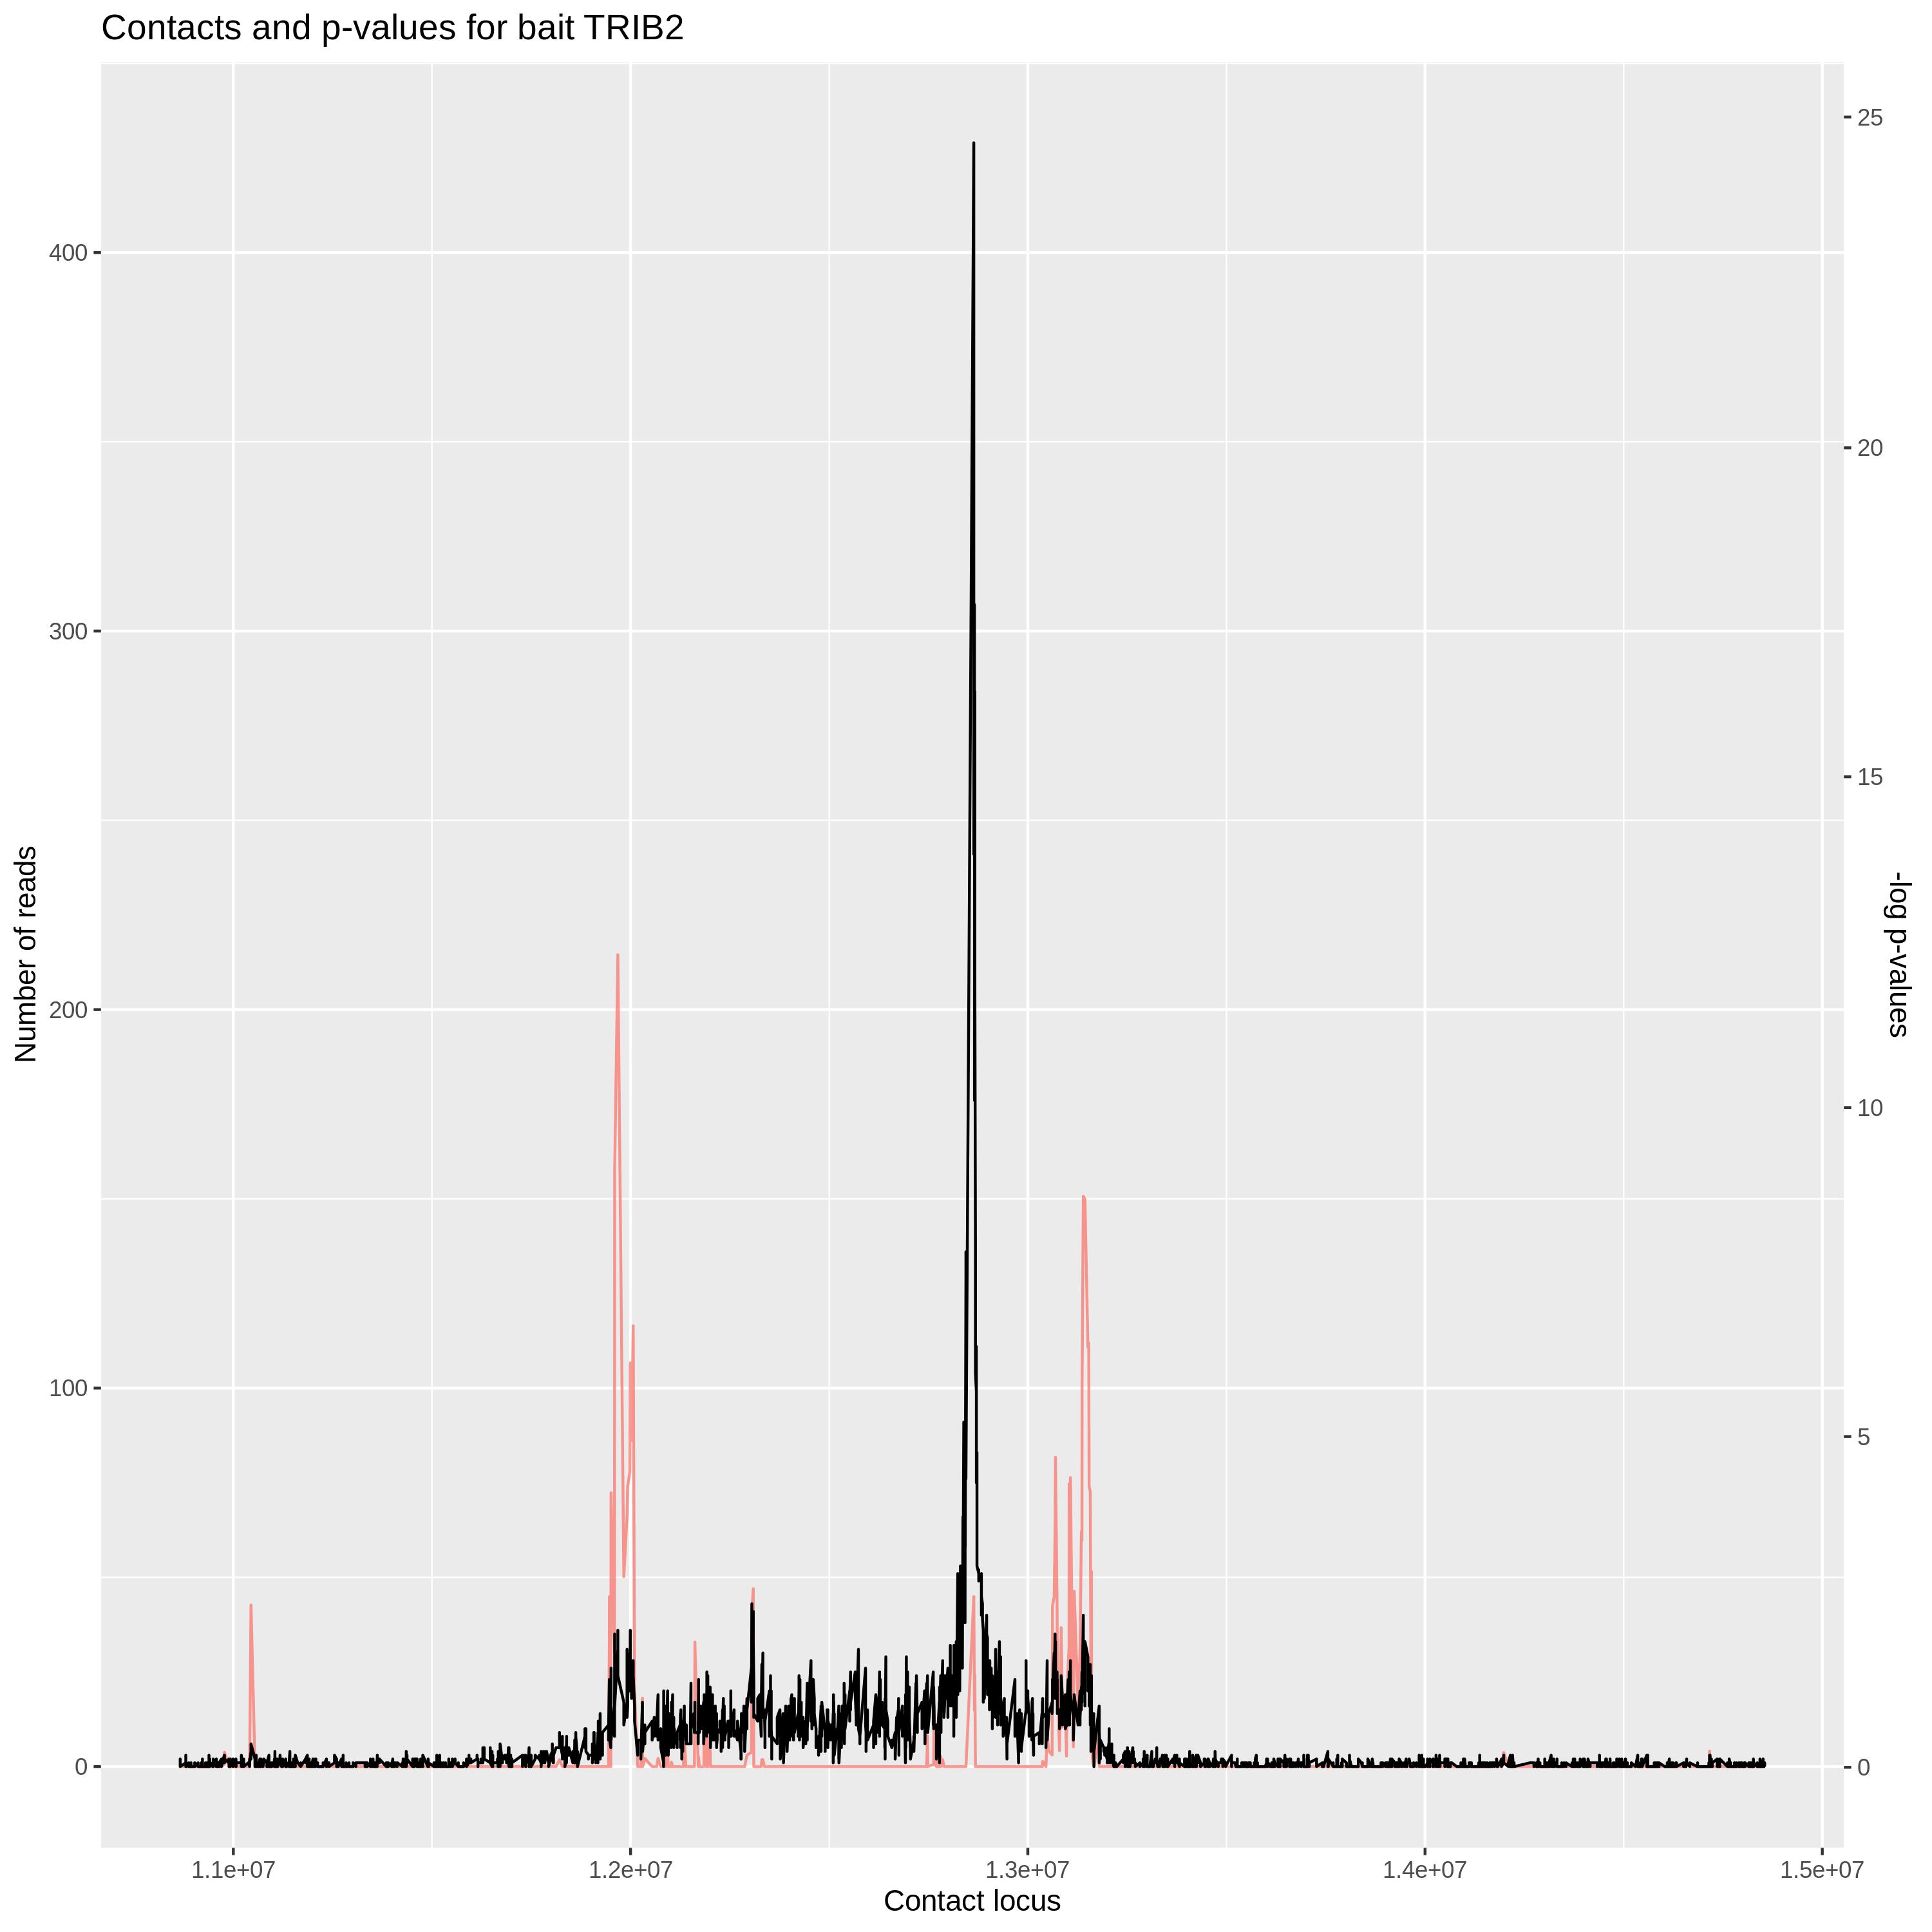 Contacts and p-values for bait TRIB2
Number of reads
400
300
200
100
0
25
20
15
10
5
0
-log p-values
1.1e+07 1.2e+07 1.3e+07 1.4e+07 1.5e+07
Contact locus